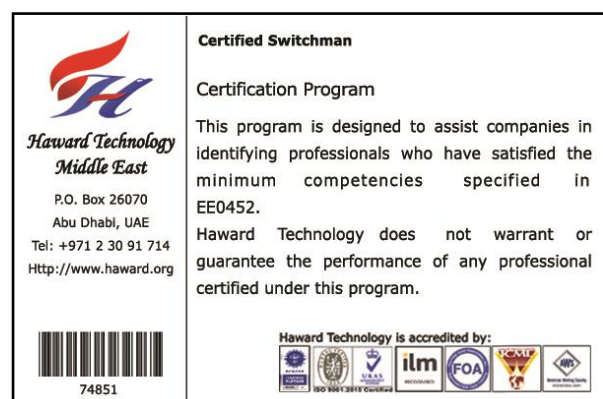 Haward Technology
Middle East
P.O. Box 26070
Abu Dhabi, UAE
Tel: +971 2 30 91 714
Http://www.haward.org
74851
Certified Switchman
Certification Program
This program is designed to assist companies in
identifying professionals who have satisfied the
minimum competencies specified in
EE0452.
Haward Technology does not warrant or
guarantee the performance of any professional
certified under this program.
Haward Technology is accredited by:
UKAS
ilm
RECOGNISED
FOA
AWS
ISO 9001:2015 Certified